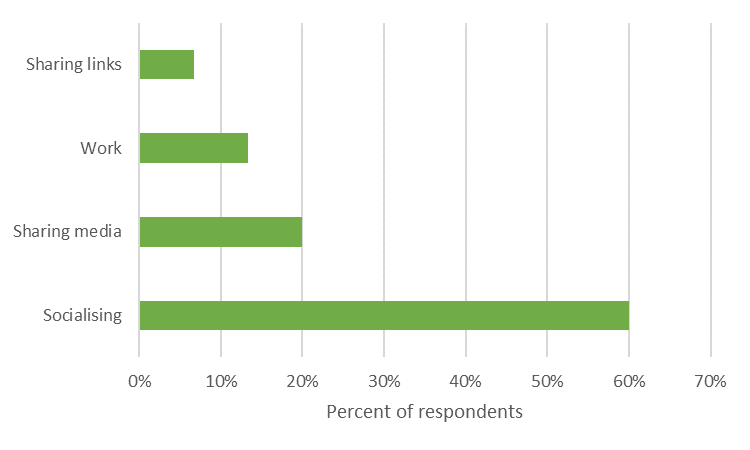 Sharing links
Work
Sharing media
Socialising
0% 10% 20% 30% 40% 50% 60% 70%
Percent of respondents